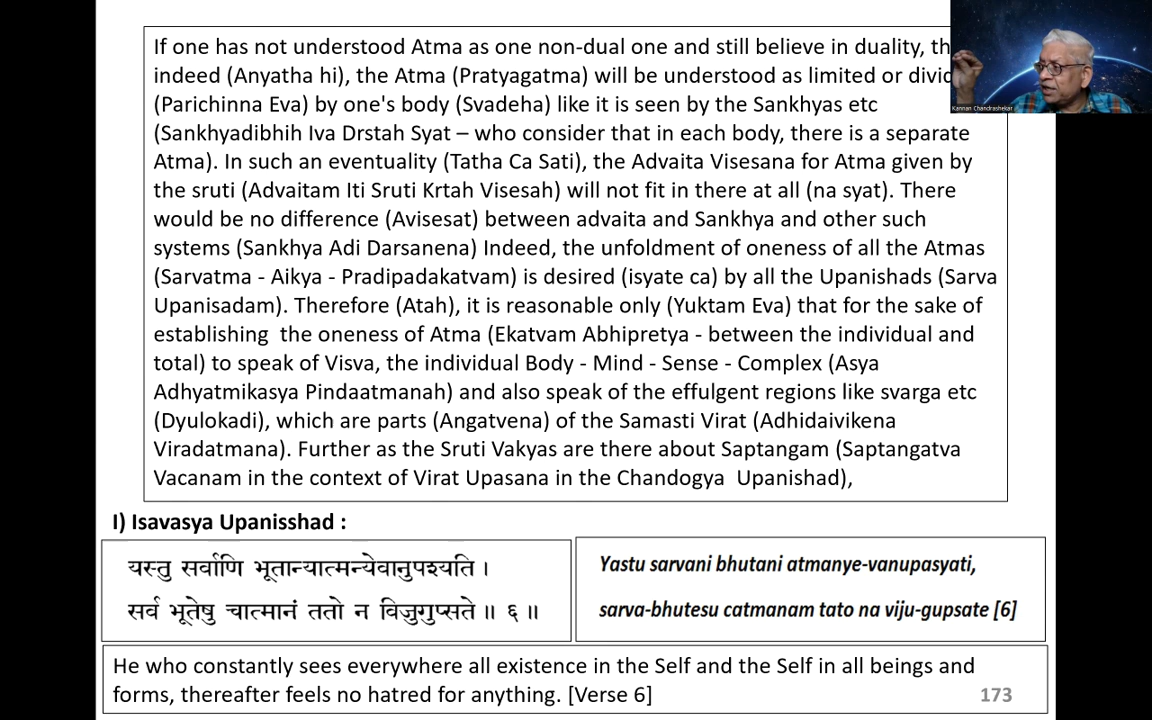 If one has not understood Atma as one non-dual one and still believe in duality, th
indeed (Anyatha hi), the Atma (Pratyagatma) will be understood as limited or divid
(Parichinna Eva) by one's body (Svadeha) like it is seen by the Sankhyas etc
(Sankhyadibhih Iva Drstah Syat – who consider that in each body, there is a separate
Atma). In such an eventuality (Tatha Ca Sati), the Advaita Visesana for Atma given by
the sruti (Advaitam Iti Sruti Krtah Visesah) will not fit in there at all (na syat). There
would be no difference (Avisesat) between advaita and Sankhya and other such
systems (Sankhya Adi Darsanena) Indeed, the unfoldment of oneness of all the Atmas
(Sarvatma - Aikya - Pradipadakatvam) is desired (isyate ca) by all the Upanishads (Sarva
Upanisadam). Therefore (Atah), it is reasonable only (Yuktam Eva) that for the sake of
establishing  the oneness of Atma (Ekatvam Abhipretya - between the individual and
total) to speak of Visva, the individual Body - Mind - Sense - Complex (Asya
Adhyatmikasya Pindaatmanah) and also speak of the effulgent regions like svarga etc
(Dyulokadi), which are parts (Angatvena) of the Samasti Virat (Adhidaivikena
Viradatmana). Further as the Sruti Vakyas are there about Saptangam (Saptangatva
Vacanam in the context of Virat Upasana in the Chandogya  Upanishad),
Kannan Chandrashekar
I) Isavasya Upanisshad :
यस्तु सर्वाणि भूतान्यात्मन्येवानुपश्यति ।
सर्व भूतेषु चात्मानं ततो न विजुगुप्सते ॥ ६ ॥
Yastu sarvani bhutani atmanye-vanupasyati,
sarva-bhutesu catmanam tato na viju-gupsate [6]
He who constantly sees everywhere all existence in the Self and the Self in all beings and
forms, thereafter feels no hatred for anything. [Verse 6]
173